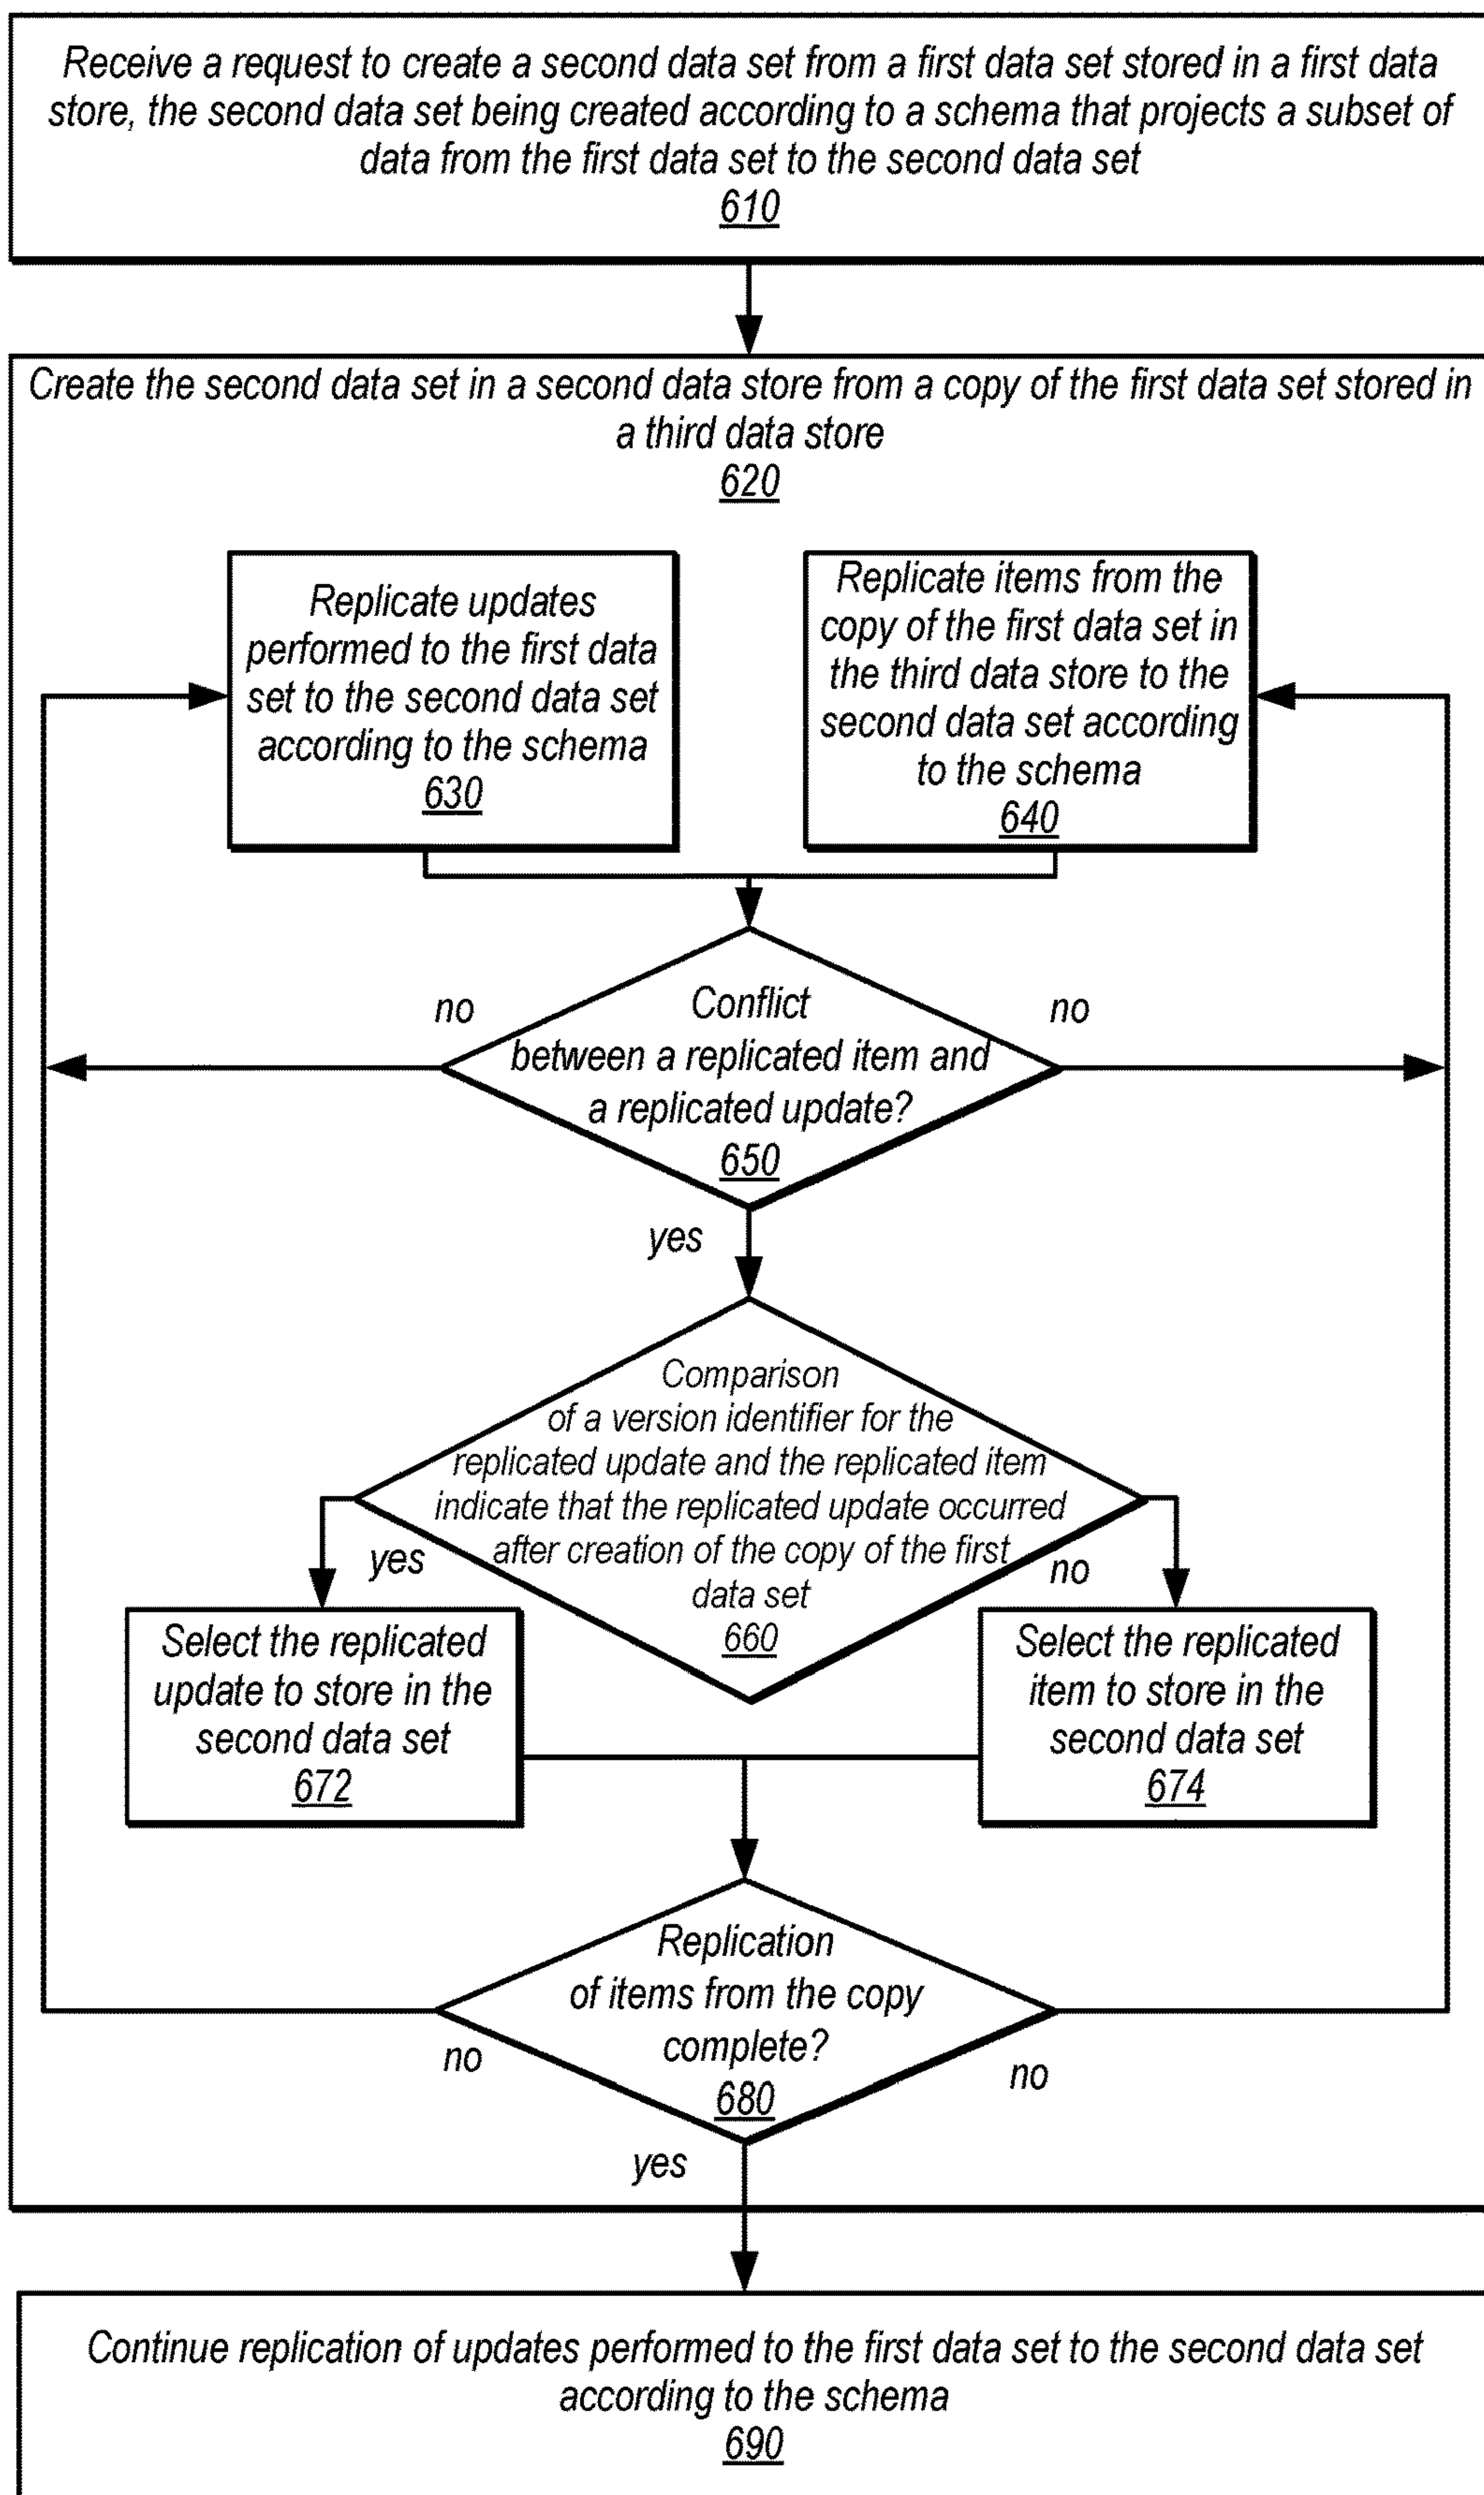 Receive a request to create a second data set from a first data set stored in a first data
store, the second data set being created according to a schema that projects a subset of
data from the first data set to the second data set
610
Create the second data set in a second data store from a copy of the first data set stored in
a third data store
620
Replicate updates
performed to the first data
set to the second data set
according to the schema
630
Replicate items from the
copy of the first data set in
the third data store to the
second data set according
to the schema
640
no
no
Conflict
between a replicated item and
a replicated update?
650
yes
Comparison
of a version identifier for the
replicated update and the replicated item
indicate that the replicated update occurred
after creation of the copy of the first
data set
660
yes
no
Select the replicated
update to store in the
second data set
672
Select the replicated
item to store in the
second data set
674
Replication
of items from the copy
complete?
680
no
no
yes
Continue replication of updates performed to the first data set to the second data set
according to the schema
690